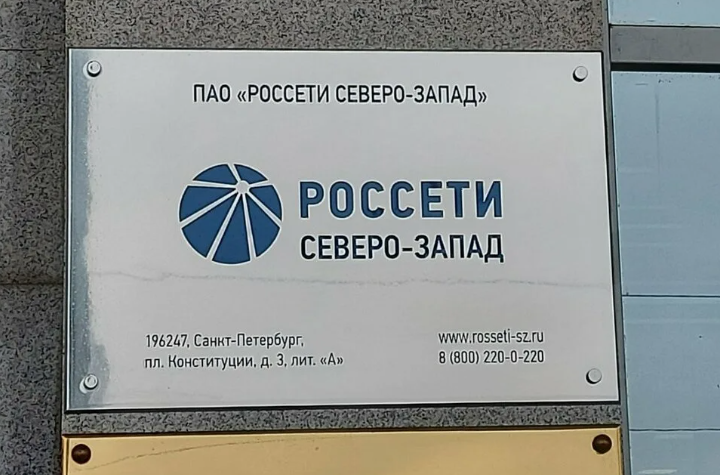 ПАО «РОССЕТИ СЕВЕРО-ЗАПАД»
РОССЕТИ
СЕВЕРО-ЗАПАД
196247, Санкт-Петербург,
пл. Конституции, д. 3, лит. «А»
www.rosseti-sz.ru
8 (800) 220-0-220